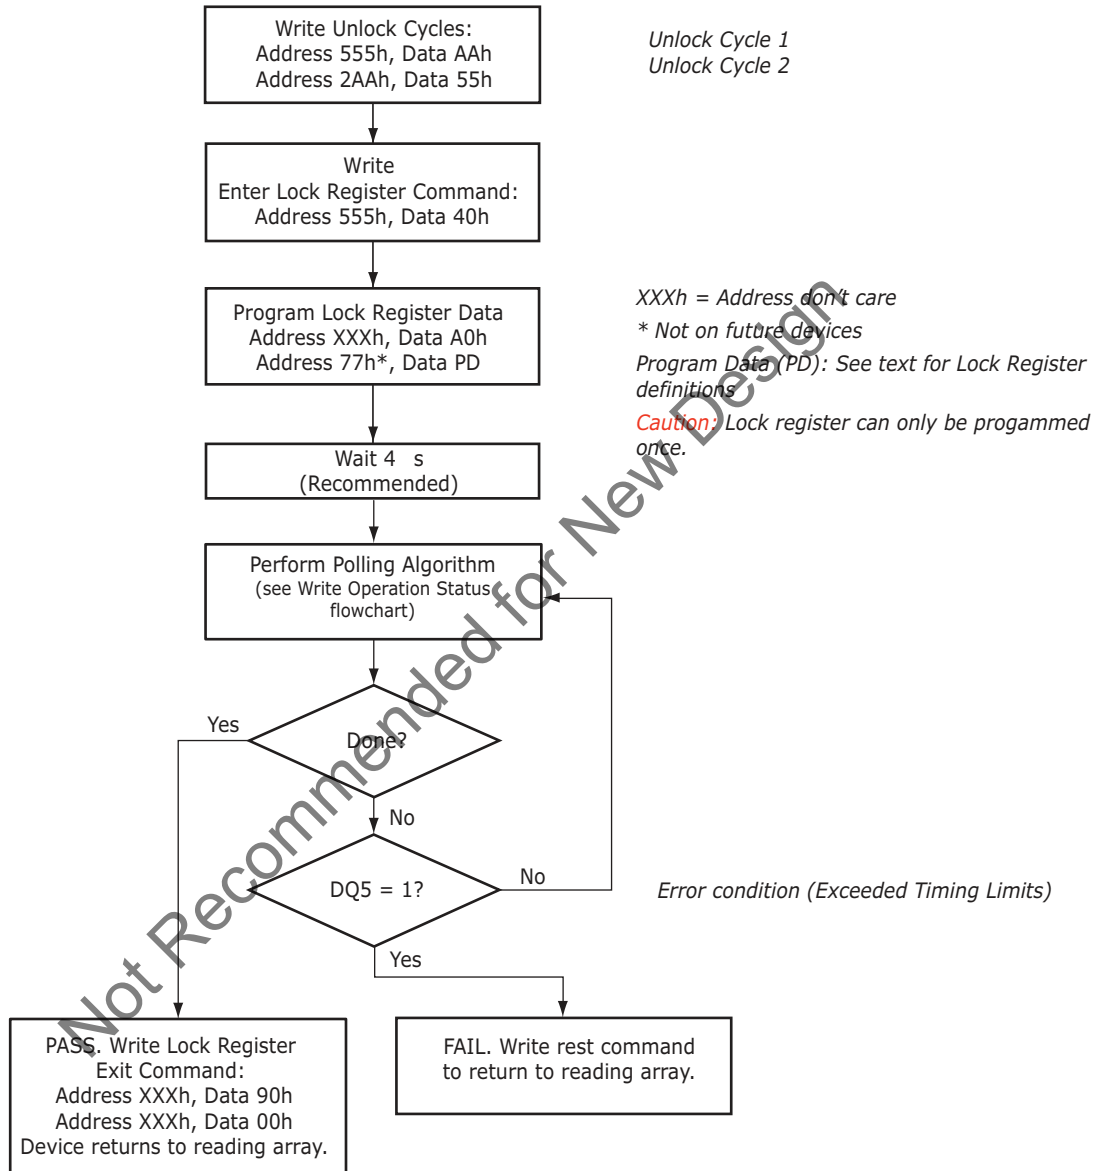 Write Unlock Cycles:
Address 555h, Data AAh
Address 2AAh, Data 55h
Unlock Cycle 1
Unlock Cycle 2
Write
Enter Lock Register Command:
Address 555h, Data 40h
Program Lock Register Data
Address XXXh, Data A0h
Address 77h*, Data PD
XXXh = Address don't care
* Not on future devices
Program Data (PD): See text for Lock Register
definitions
Caution: Lock register can only be progammed
once.
Wait 4 s
(Recommended)
Perform Polling Algorithm
(see Write Operation Status
flowchart)
Yes
Done?
No
DQ5 = 1?
No
Error condition (Exceeded Timing Limits)
Yes
PASS. Write Lock Register
Exit Command:
Address XXXh, Data 90h
Address XXXh, Data 00h
Device returns to reading array.
FAIL. Write rest command
to return to reading array.
Not Recommended for New Design